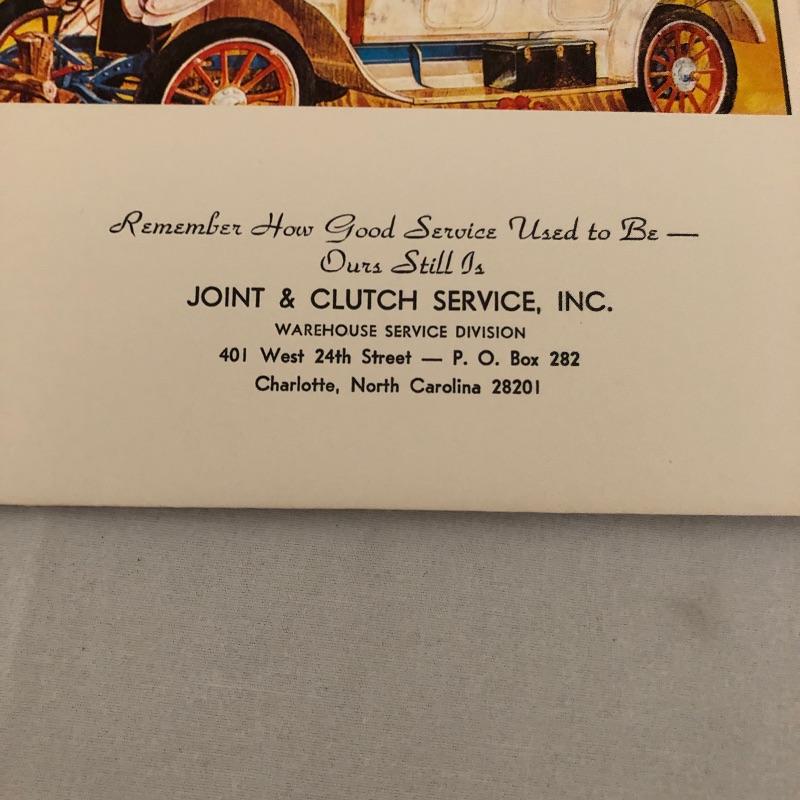 Remember How Good Service Used to Be —
Ours Still Is
JOINT & CLUTCH SERVICE, INC.
WAREHOUSE SERVICE DIVISION
401 West 24th Street — P. O. Box 282
Charlotte, North Carolina 28201